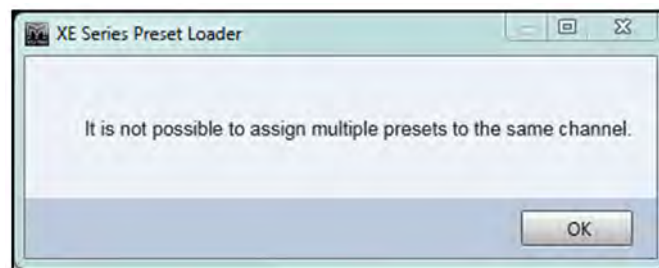 XE Series Preset Loader
It is not possible to assign multiple presets to the same channel.
OK